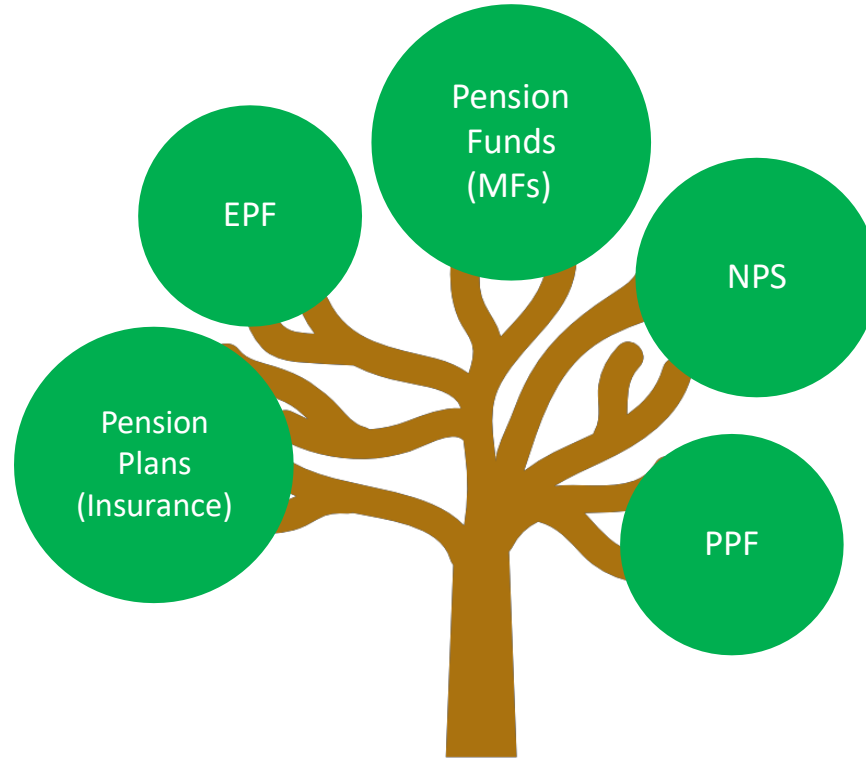 Pension
Funds
(MFs)
EPF
NPS
Pension
Plans
(Insurance)
PPF